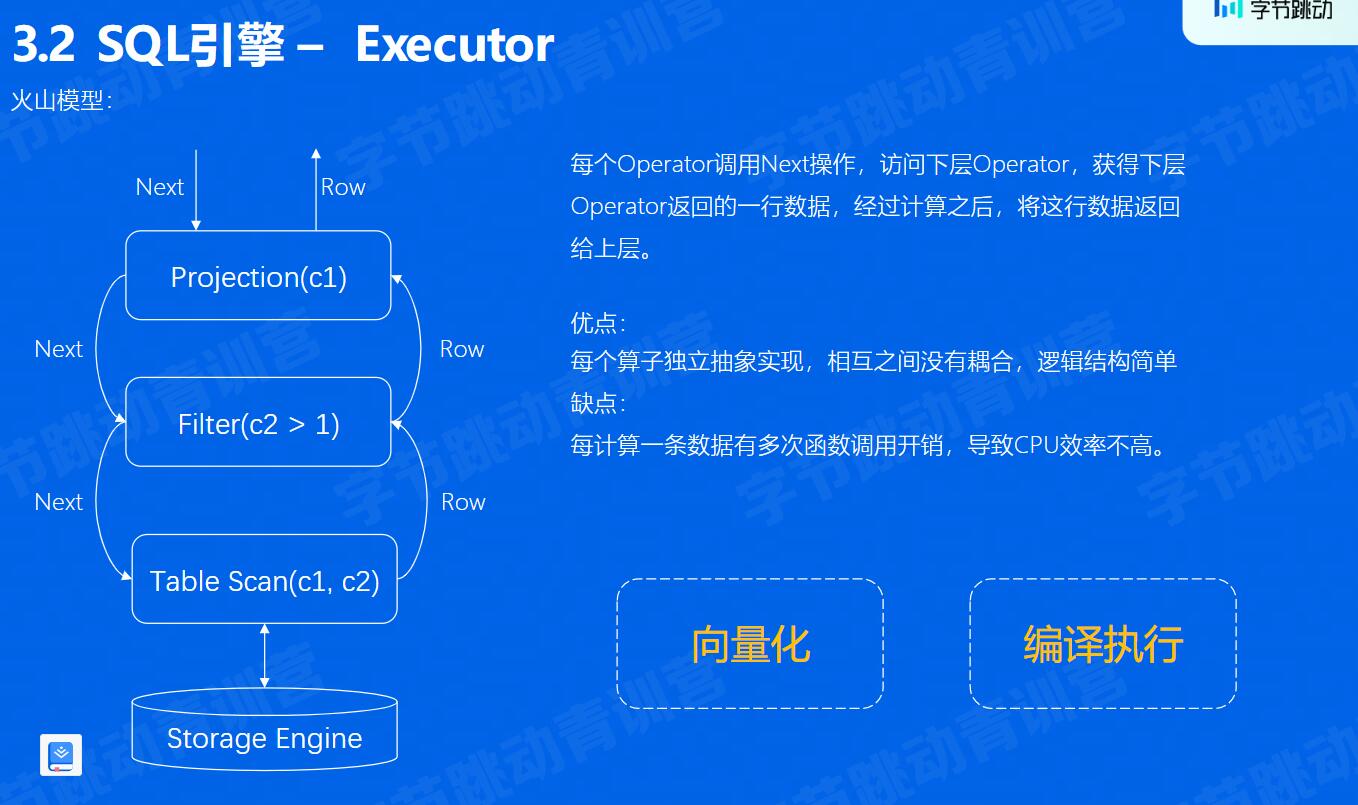 3.2 SQL引擎 – Executor
字节跳动
火山模型：
Next
Row
Projection(c1)
Next
Row
Filter(c2 > 1)
Next
Row
Table Scan(c1, c2)
Storage Engine
每个Operator调用Next操作，访问下层Operator，获得下层
Operator返回的一行数据，经过计算之后，将这行数据返回
给上层。
优点：
每个算子独立抽象实现，相互之间没有耦合，逻辑结构简单
缺点：
每计算一条数据有多次函数调用开销，导致CPU效率不高。
向量化
编译执行
字节跳动青训营